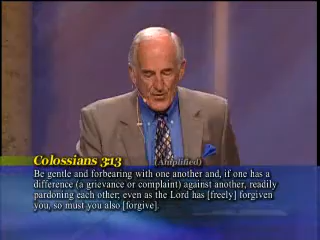 Colossians 3:13 (Amplified)
Be gentle and forbearing with one another and, if one has a
difference (a grievance or complaint) against another, readily
pardoning each other; even as the Lord has [freely] forgiven
you, so must you also [forgive].